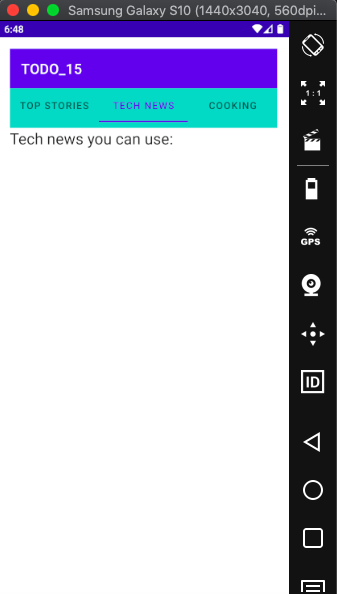 Samsung Galaxy S10 (1440x3040, 560dpi...
6:48
TODO_15
TOP STORIES
TECH NEWS
COOKING
Tech news you can use:
1 : 1
GPS
ID